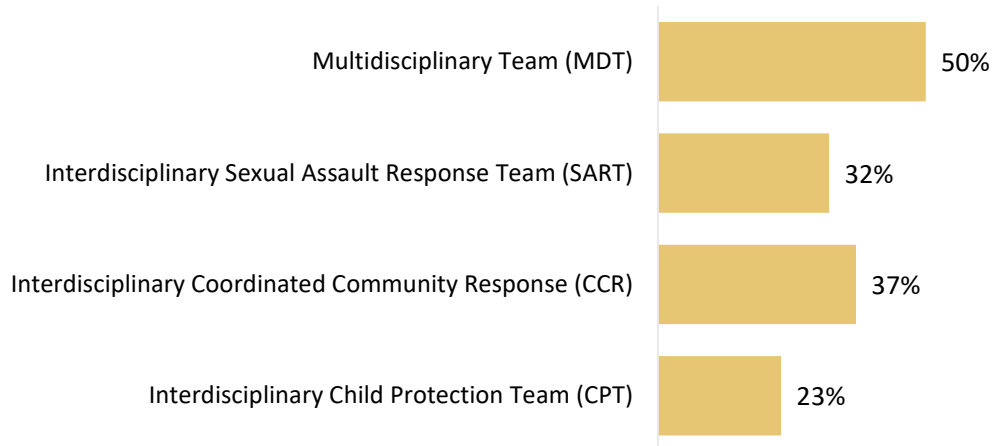 Multidisciplinary Team (MDT) 50%
Interdisciplinary Sexual Assault Response Team (SART) 32%
Interdisciplinary Coordinated Community Response (CCR) 37%
Interdisciplinary Child Protection Team (CPT) 23%